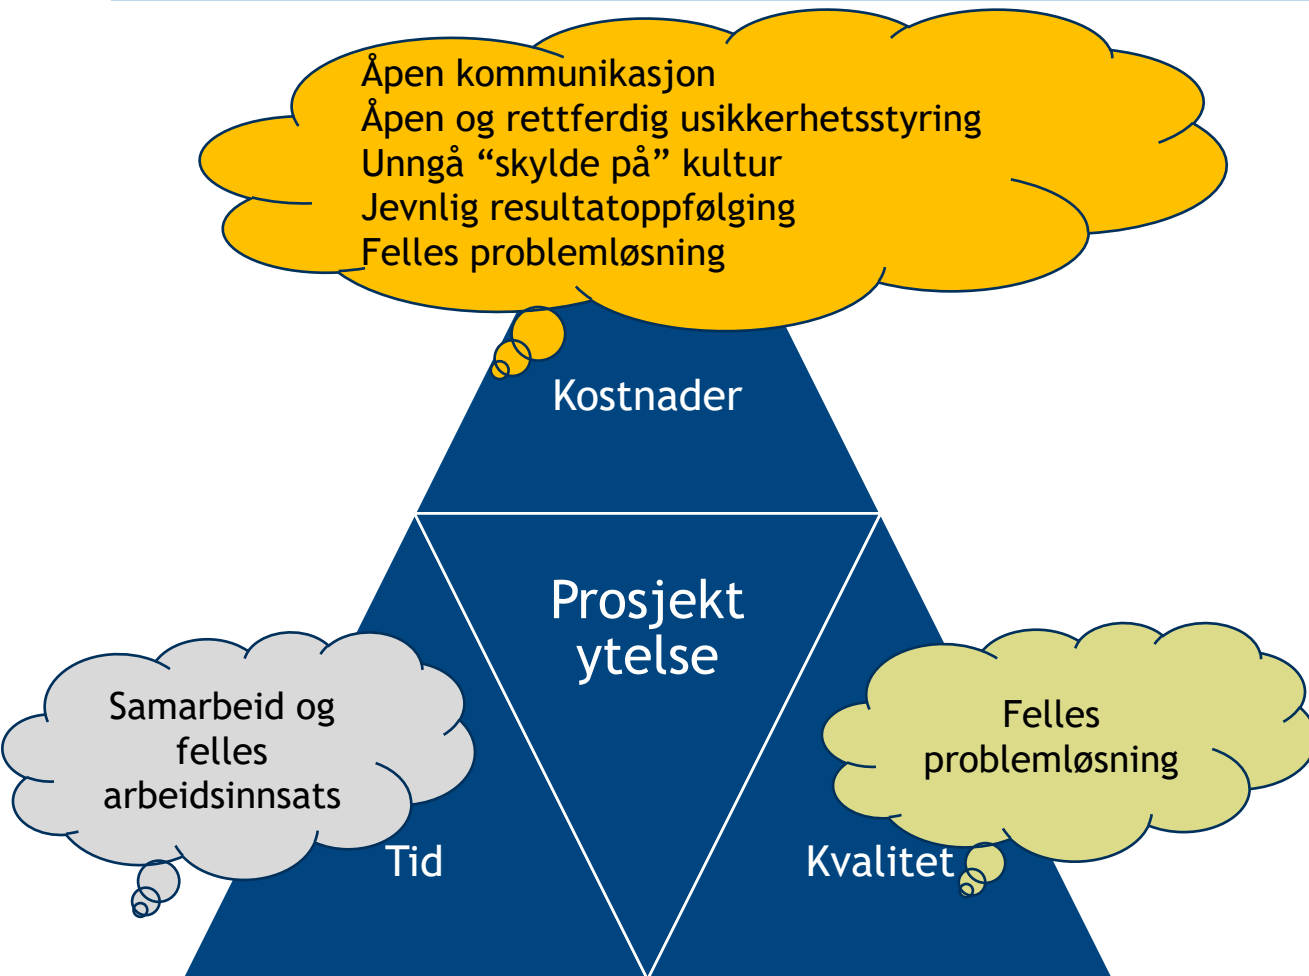 Åpen kommunikasjon
Åpen og rettferdig usikkerhetsstyring
Unngå “skylde på” kultur
Jevnlig resultatoppfølging
Felles problemløsning
Kostnader
Prosjekt
ytelse
Samarbeid og
felles
arbeidsinnsats
Felles
problemløsning
Tid
Kvalitet